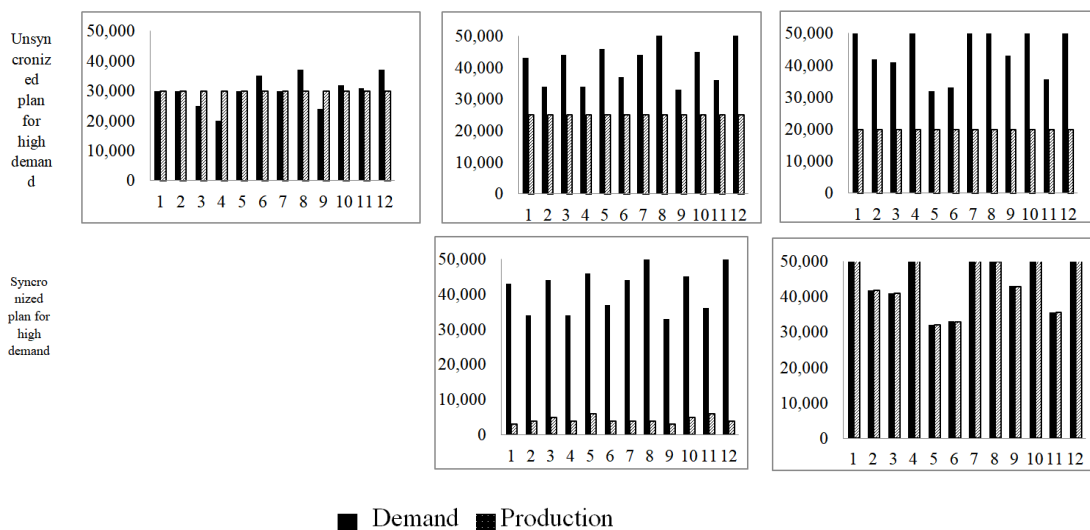 Unsyn
cronized
ed
plan
for
high
deman
d
50,000
40,000
30,000
20,000
10,000
0
1 2 3 4 5 6 7 8 9 10 11 12
50,000
40,000
30,000
20,000
10,000
0
1 2 3 4 5 6 7 8 9 10 11 12
50,000
40,000
30,000
20,000
10,000
0
1 2 3 4 5 6 7 8 9 10 11 12
Syncro
nized
plan for
high
demand
50,000
40,000
30,000
20,000
10,000
0
1 2 3 4 5 6 7 8 9 10 11 12
50,000
40,000
30,000
20,000
10,000
0
1 2 3 4 5 6 7 8 9 10 11 12
Demand Production